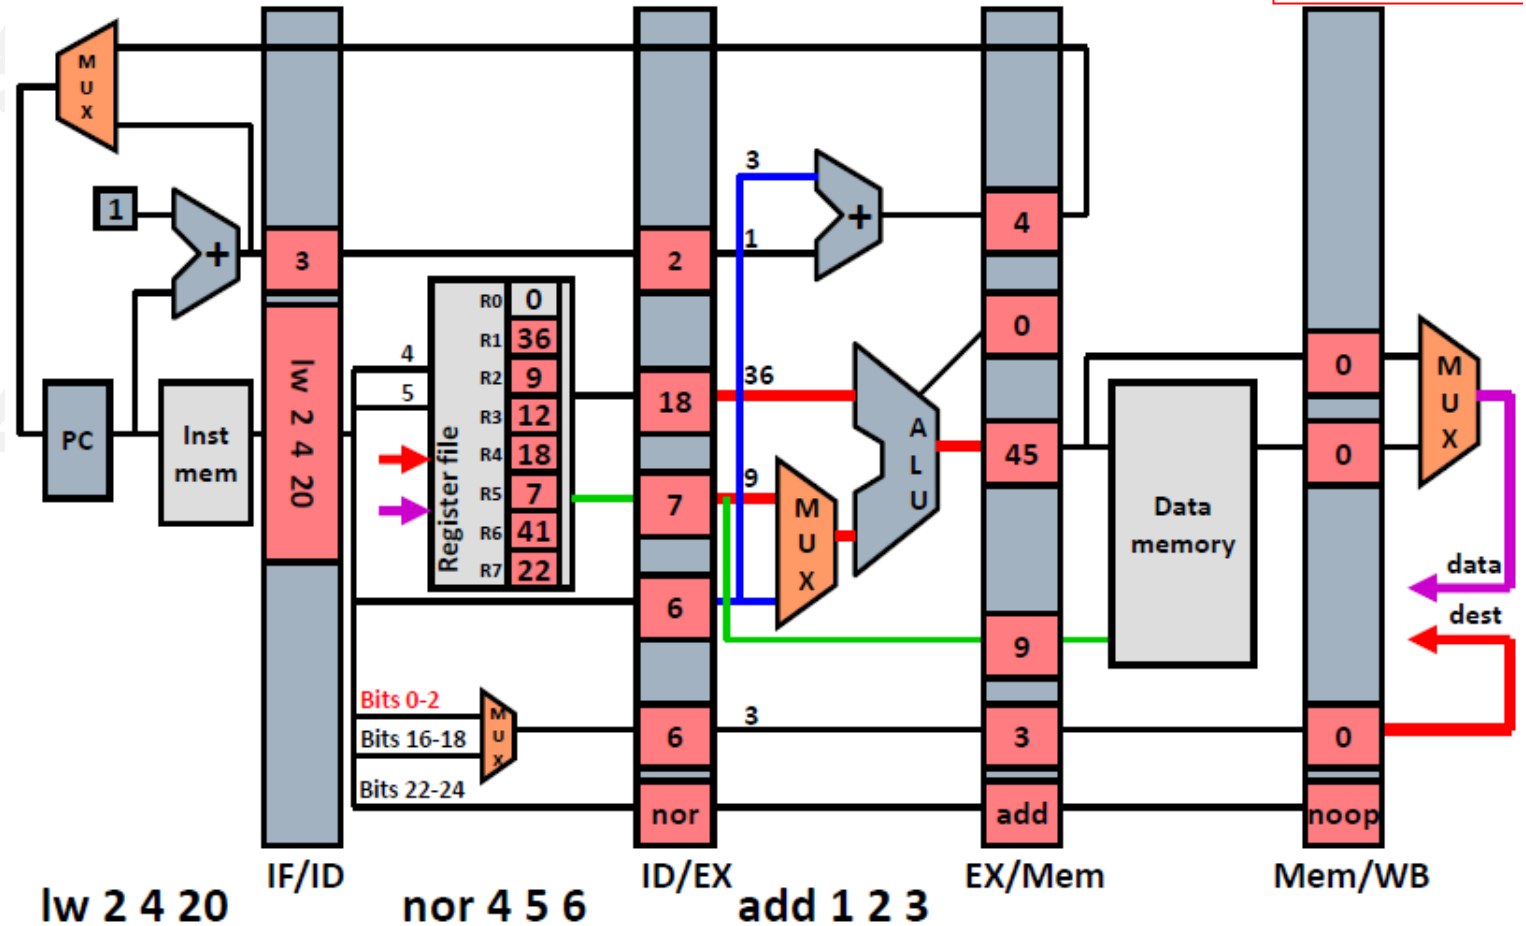 M
U
X
1
+
3
PC
Inst
mem
lw 2 4 20
4
5
Register file
R0 0
R1 36
R2 9
R3 12
R4 18
R5 7
R6 41
R7 22
Bits 0-2
Bits 16-18
Bits 22-24
M
U
X
2
18
7
6
6
nor
3
1
+
36
9
M
U
X
A
L
U
3
4
0
45
9
3
add
Data
memory
0
0
0
noop
M
U
X
data
dest
IF/ID
ID/EX
EX/Mem
Mem/WB
lw 2 4 20
nor 4 5 6
add 1 2 3